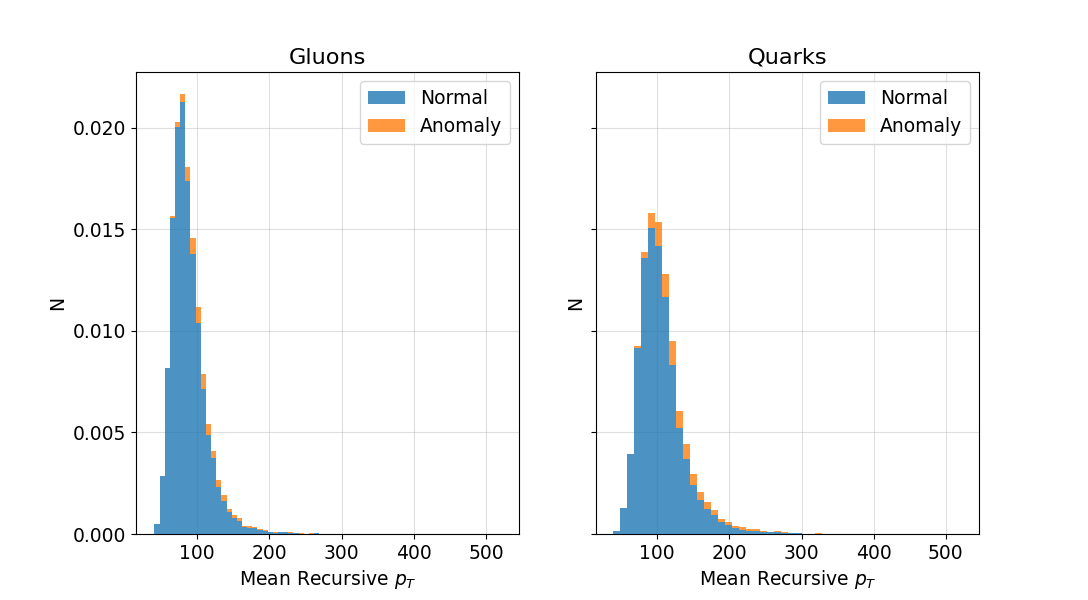 Gluons
Quarks
Normal
Anomaly
Normal
Anomaly
N
0.020
0.015
0.010
0.005
0.000
100 200 300 400 500
Mean Recursive $p_T$
N
100 200 300 400 500
Mean Recursive $p_T$